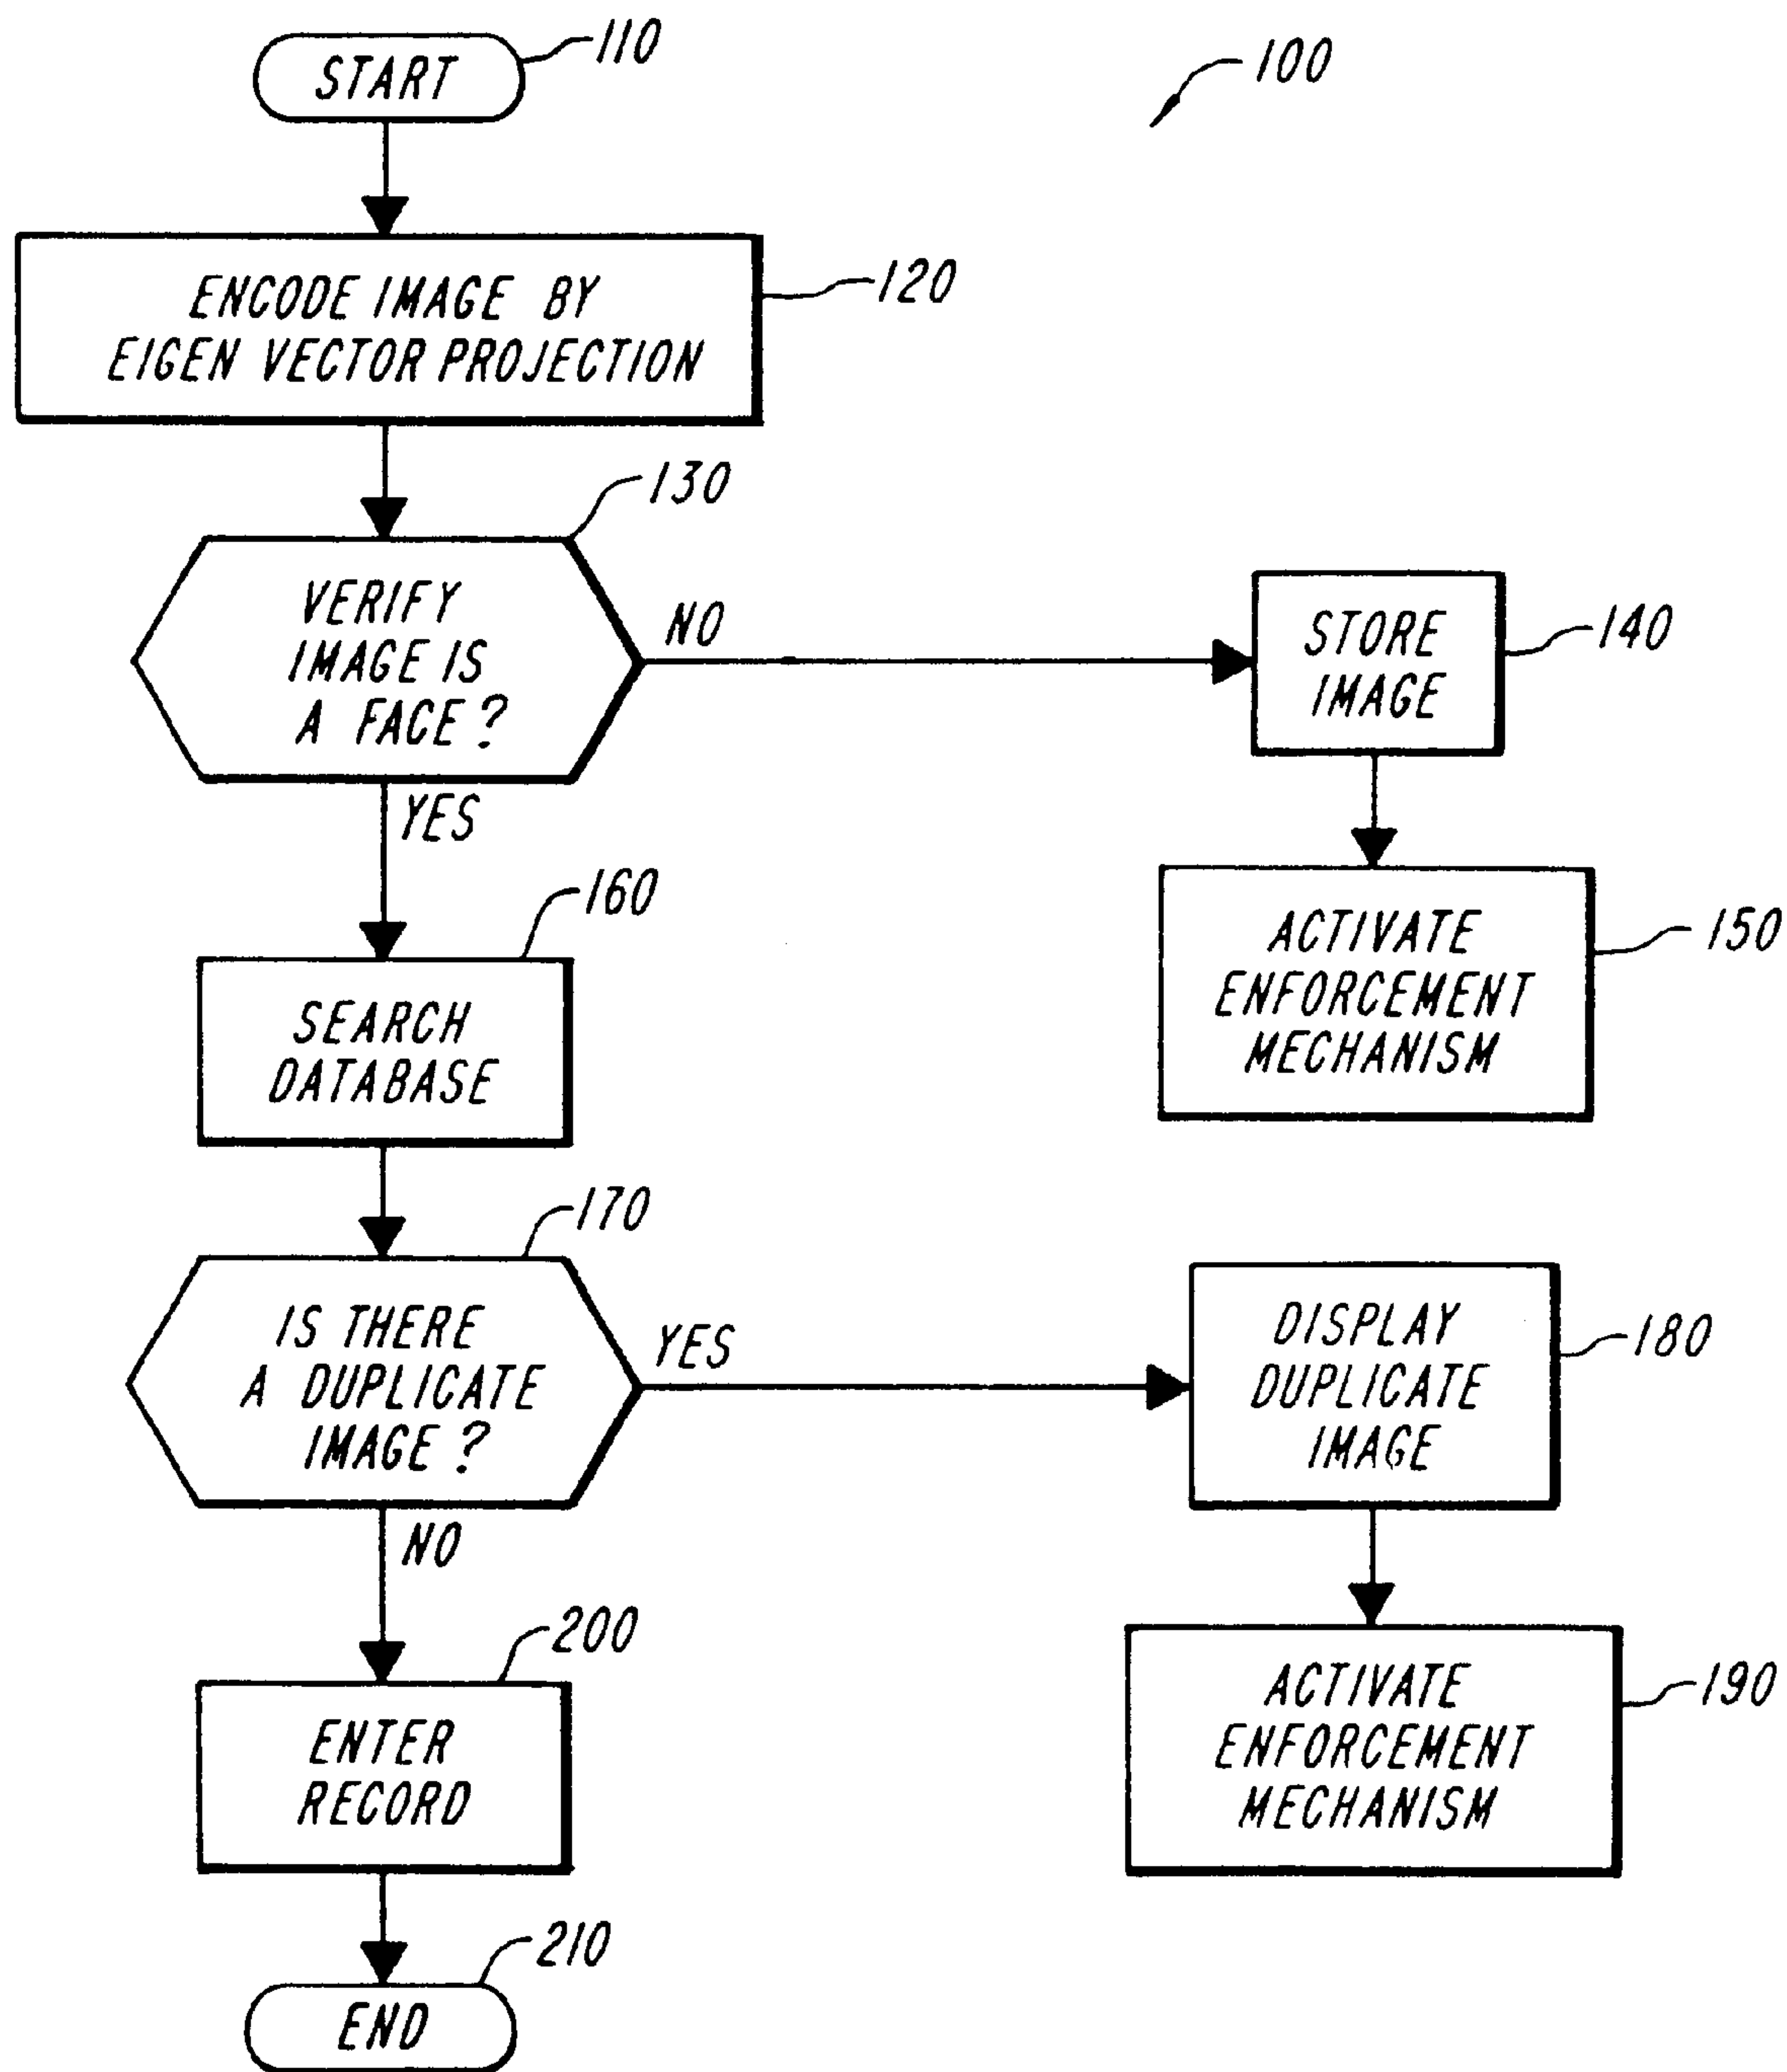 START
110
100
ENCODE IMAGE BY
EIGEN VECTOR PROJECTION
120
130
VERIFY
IMAGE IS
A FACE?
NO
STORE
IMAGE
140
YES
ACTIVATE
ENFORCEMENT
MECHANISM
150
160
SEARCH
DATABASE
170
IS THERE
A DUPLICATE
IMAGE?
YES
DISPLAY
DUPLICATE
IMAGE
180
NO
200
ENTER
RECORD
ACTIVATE
ENFORCEMENT
MECHANISM
190
210
END